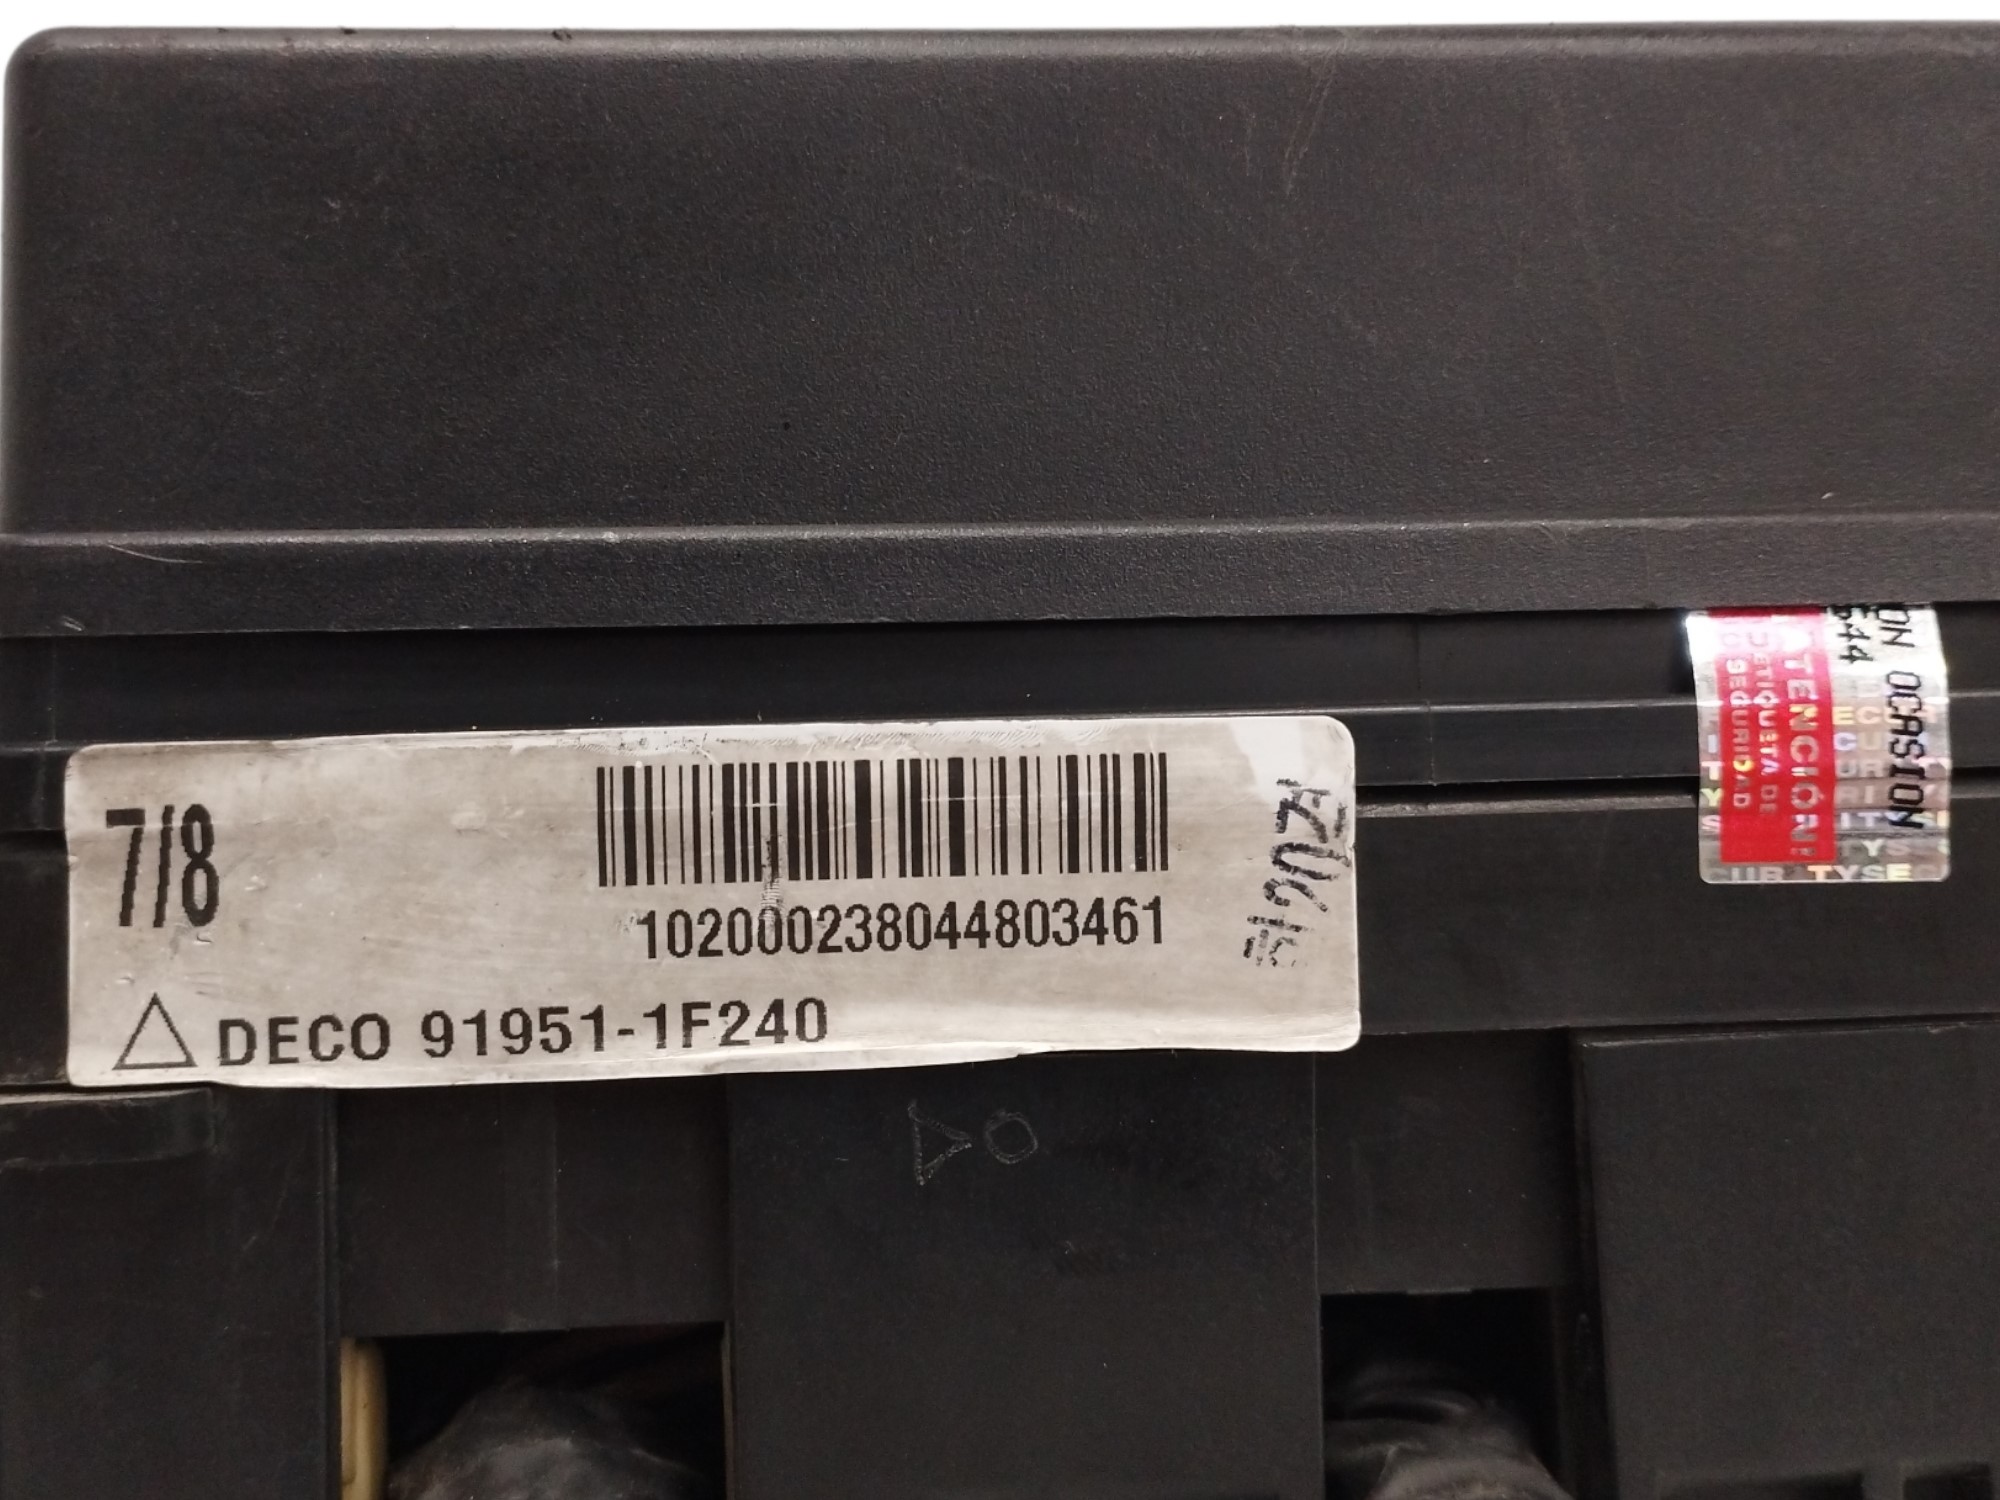 7/8
102000238044803461
DECO 91951-1F240
OCASION
ATENCIÓN!
ETIQUETA DE
SEGURIDAD